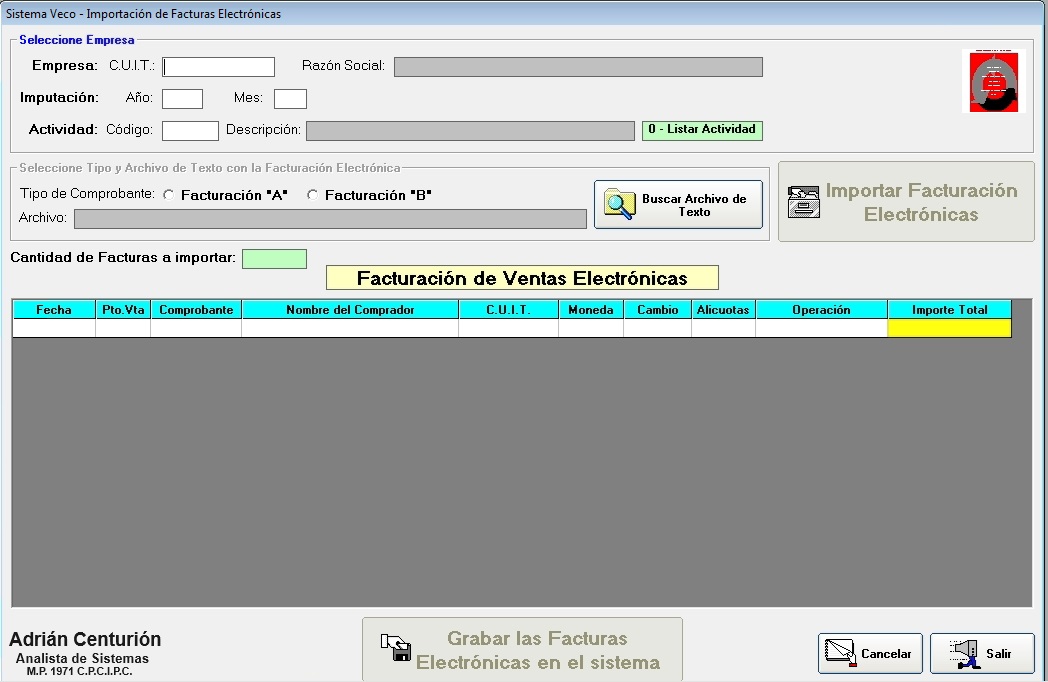 Sistema Veco - Importación de Facturas Electrónicas
Seleccione Empresa
Empresa: C.U.I.T.: Razón Social:
Imputación: Año: Mes:
Actividad: Código: Descripción: 0 - Listar Actividad
Seleccione Tipo y Archivo de Texto con la Facturación Electrónica
Tipo de Comprobante: Facturación "A" Facturación "B"
Archivo:
Buscar Archivo de
Texto
Importar Facturación
Electrónicas
Cantidad de Facturas a importar:
Facturación de Ventas Electrónicas
Fecha Pto.Vta Comprobante Nombre del Comprador C.U.I.T. Moneda Cambio Alicuotas Operación Importe Total
Adrián Centurión
Analista de Sistemas
M.P. 1971 C.P.C.I.P.C.
Grabar las Facturas
Electrónicas en el sistema
Cancelar
Salir